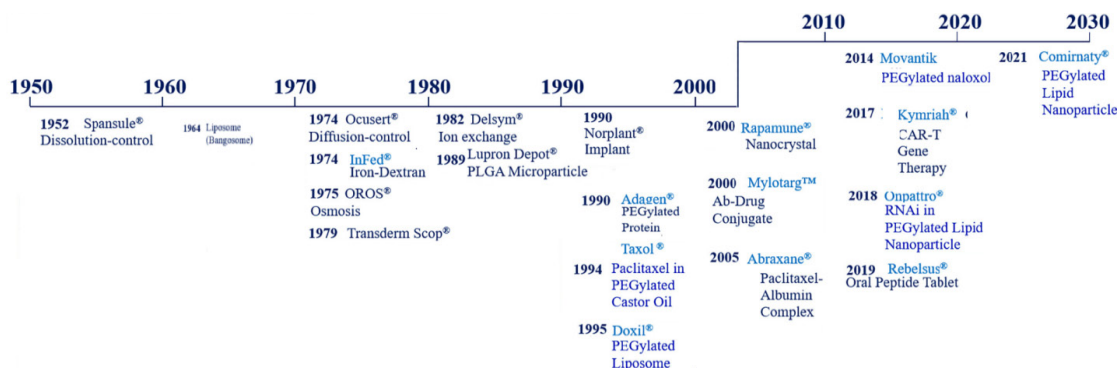 2010 2020 2030
1950 1960 1970 1980 1990 2000
1952 Spansule®
Dissolution-control
1964 Liposome
(Bangosome)
1974 Ocusert®
Diffusion-control
1974 InFed®
Iron-Dextran
1975 OROS®
Osmosis
1979 Transderm Scop®
1982 Delsym®
Ion exchange
1989 Lupron Depot®
PLGA Microparticle
1990
Norplant®
Implant
1990 Adagen®
PEGylated
Protein
Taxol®
1994 Paclitaxel in
PEGylated
Castor Oil
1995 Doxil®
PEGylated
Liposome
2000 Rapamune®
Nanocrystal
2000 Mylotarg™
Ab-Drug
Conjugate
2005 Abraxane®
Paclitaxel-
Albumin
Complex
2014 Movantik
PEGylated naloxol
2017 Kymriah®
CAR-T
Gene
Therapy
2018 Onpattro®
RNAi in
PEGylated Lipid
Nanoparticle
2019 Rebelsus®
Oral Peptide Tablet
2021 Comirnaty®
PEGylated
Lipid
Nanoparticle